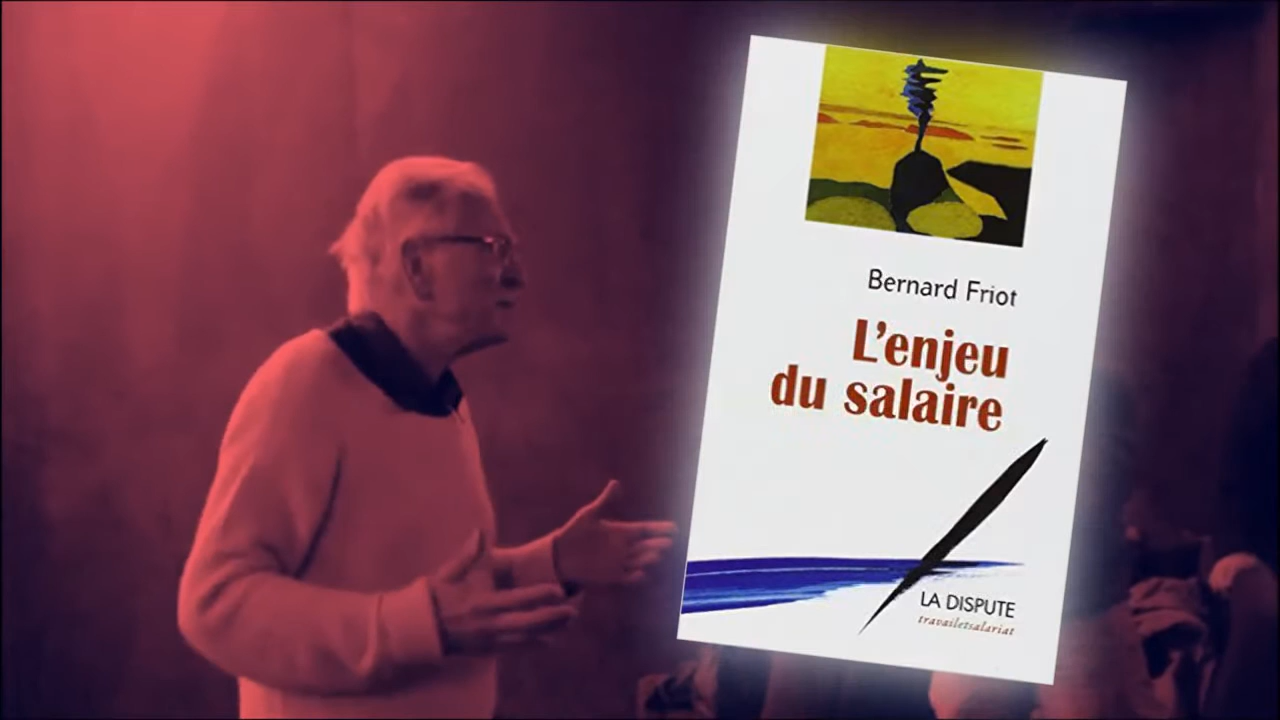 Bernard Friot
L'enjeu
du salaire
LA DISPUTE
travailetsalariat